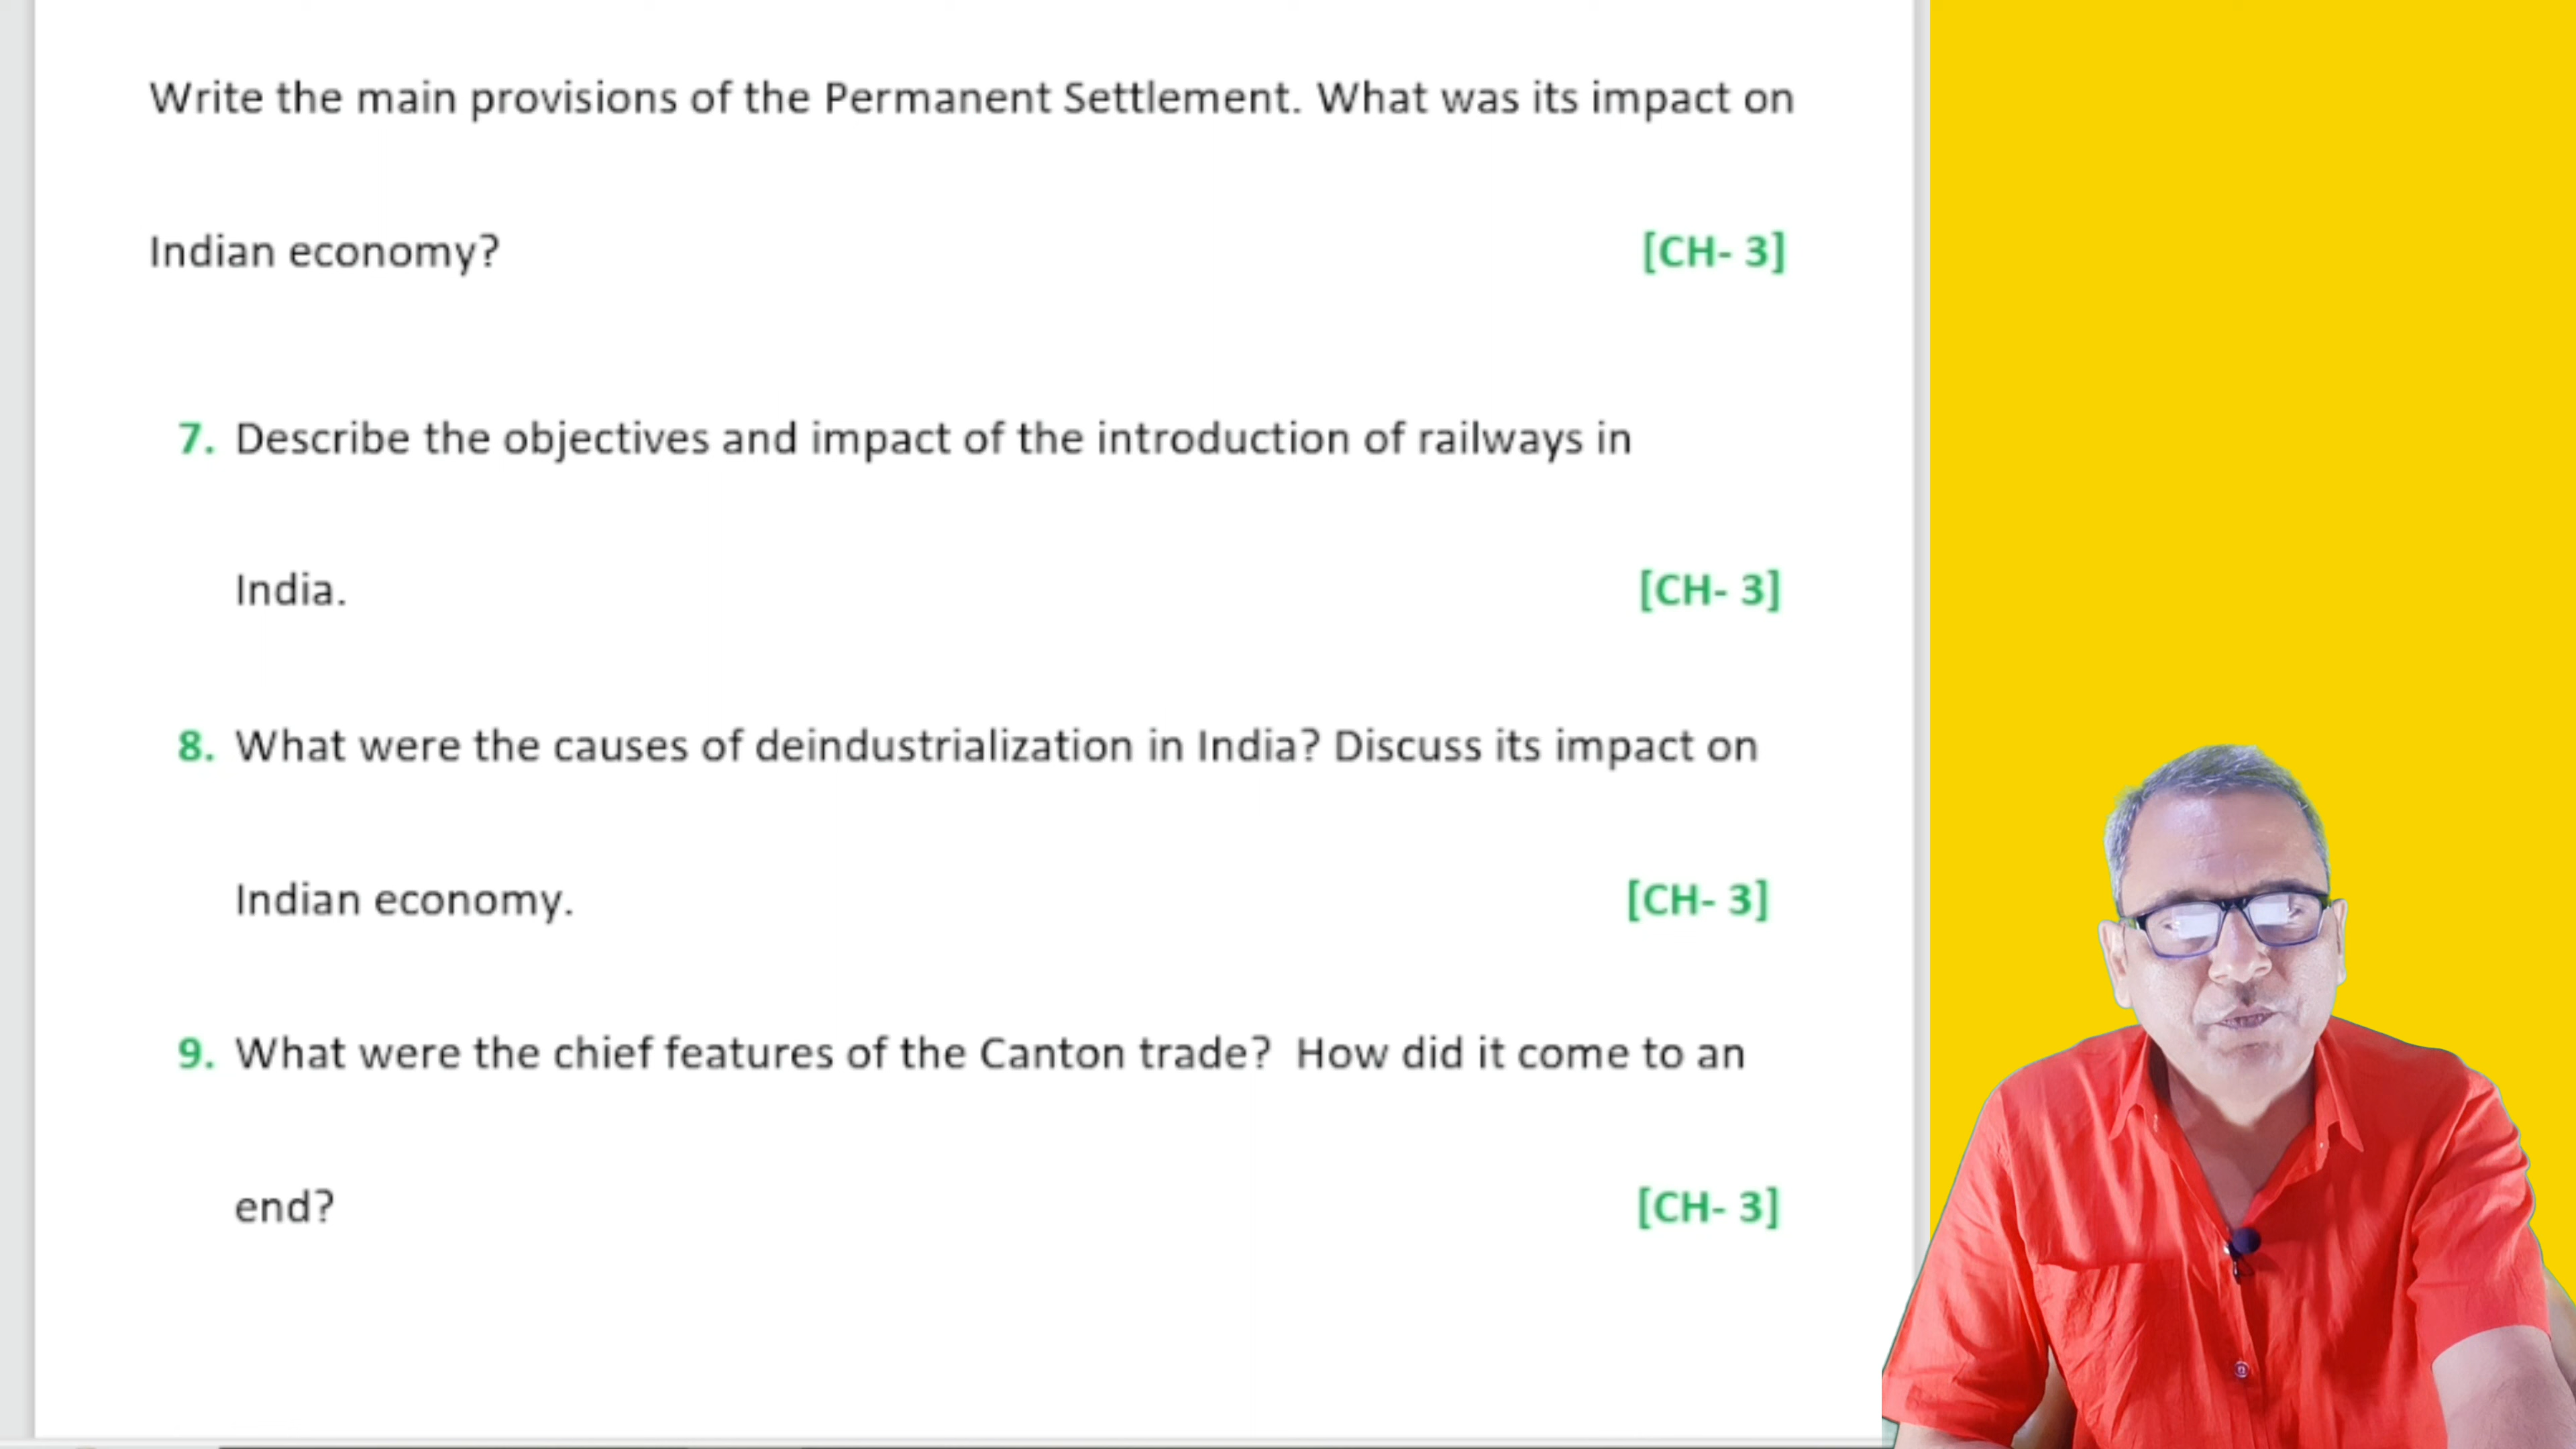 Write the main provisions of the Permanent Settlement. What was its impact on
Indian economy? [CH- 3]
7. Describe the objectives and impact of the introduction of railways in
India. [CH- 3]
8. What were the causes of deindustrialization in India? Discuss its impact on
Indian economy. [CH- 3]
9. What were the chief features of the Canton trade? How did it come to an
end? [CH- 3]